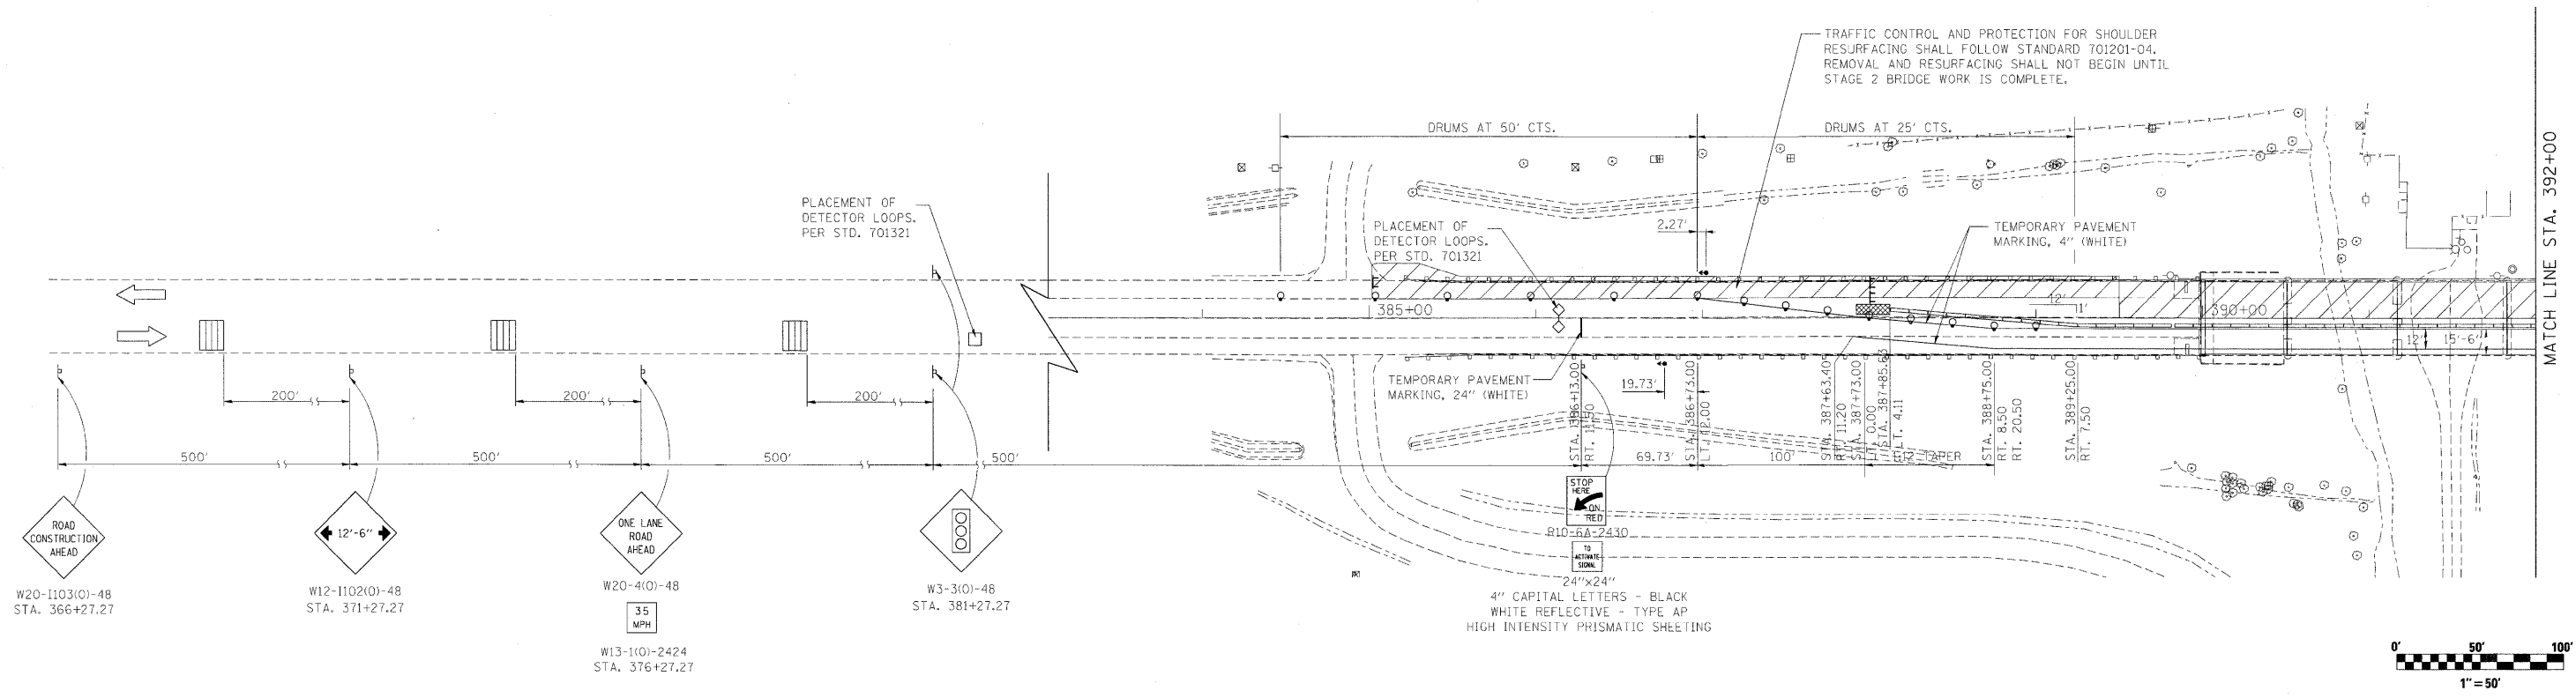 TRAFFIC CONTROL AND PROTECTION FOR SHOULDER
RESURFACING SHALL FOLLOW STANDARD 701201-04.
REMOVAL AND RESURFACING SHALL NOT BEGIN UNTIL
STAGE 2 BRIDGE WORK IS COMPLETE.
DRUMS AT 50' CTS.
DRUMS AT 25' CTS.
PLACEMENT OF
DETECTOR LOOPS.
PER STD. 701321
PLACEMENT OF
DETECTOR LOOPS.
PER STD. 701321
2.27'
TEMPORARY PAVEMENT
MARKING, 4" (WHITE)
MATCH LINE STA. 392+00
385+00
12'
1'
390+00
12'
15'-6"
TEMPORARY PAVEMENT
MARKING, 24" (WHITE)
19.73'
200'
200'
200'
500'
500'
500'
500'
69.73'
100'
TAPER
STA. 386+13.00
STA. 386+73.00
LT. 12.00
STA. 387+63.40
RT. 11.20
STA. 387+73.00
LT. 0.00
STA. 387+85.63
LT. 4.11
STA. 388+75.00
RT. 8.50
RT. 20.50
STA. 389+25.00
RT. 7.50
ROAD
CONSTRUCTION
AHEAD
W20-I103(O)-48
STA. 366+27.27
12'-6"
W12-I102(O)-48
STA. 371+27.27
ONE LANE
ROAD
AHEAD
W20-4(O)-48
35
MPH
W13-1(O)-2424
STA. 376+27.27
W3-3(O)-48
STA. 381+27.27
STOP
HERE
ON
RED
R10-6A-2430
TO
ACTIVATE
SIGNAL
24"x24"
4" CAPITAL LETTERS - BLACK
WHITE REFLECTIVE - TYPE AP
HIGH INTENSITY PRISMATIC SHEETING
0'
50'
100'
1"=50'